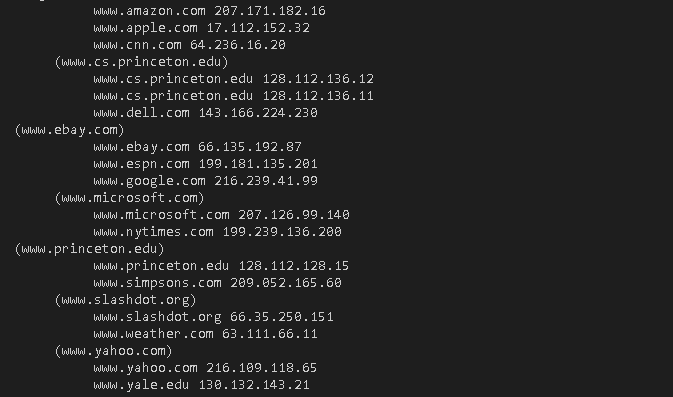 www.amazon.com 207.171.182.16
www.apple.com 17.112.152.32
www.cnn.com 64.236.16.20
(www.cs.princeton.edu)
www.cs.princeton.edu 128.112.136.12
www.cs.princeton.edu 128.112.136.11
www.dell.com 143.166.224.230
(www.ebay.com)
www.ebay.com 66.135.192.87
www.espn.com 199.181.135.201
www.google.com 216.239.41.99
(www.microsoft.com)
www.microsoft.com 207.126.99.140
www.nytimes.com 199.239.136.200
(www.princeton.edu)
www.princeton.edu 128.112.128.15
www.simpsons.com 209.052.165.60
(www.slashdot.org)
www.slashdot.org 66.35.250.151
www.weather.com 63.111.66.11
(www.yahoo.com)
www.yahoo.com 216.109.118.65
www.yale.edu 130.132.143.21